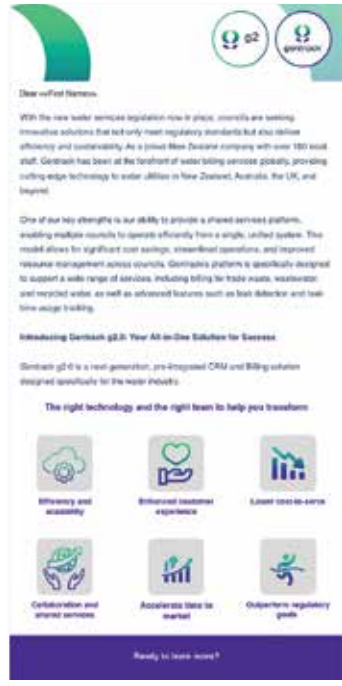 g2
gentrack
Dear <<First Name>>
With the new water services legislation now in place, councils are seeking
innovative solutions that not only meet regulatory standards but also deliver
efficiency and sustainability. As a proud New Zealand company with over 180 local
staff, Gentrack has been at the forefront of water billing services globally, providing
cutting-edge technology to water utilities in New Zealand, Australia, the UK, and
beyond.
One of our key strengths is our ability to provide a shared services platform,
enabling multiple councils to operate efficiently from a single, unified system. This
model allows for significant cost savings, streamlined operations, and improved
resource management across councils. Gentrack's platform is specifically designed
to support a wide range of services, including billing for trade waste, wastewater,
and recycled water, as well as advanced features such as leak detection and real-
time usage tracking.
Introducing Gentrack g2.0: Your All-in-One Solution for Success
Gentrack g2.0 is a next-generation, pre-integrated CRM and Billing solution
designed specifically for the water industry.
The right technology and the right team to help you transform
Efficiency and
scalability
Enhanced customer
experience
Lower cost-to-serve
Collaboration and
shared services
Accelerate time to
market
Outperform regulatory
goals
Ready to learn more?